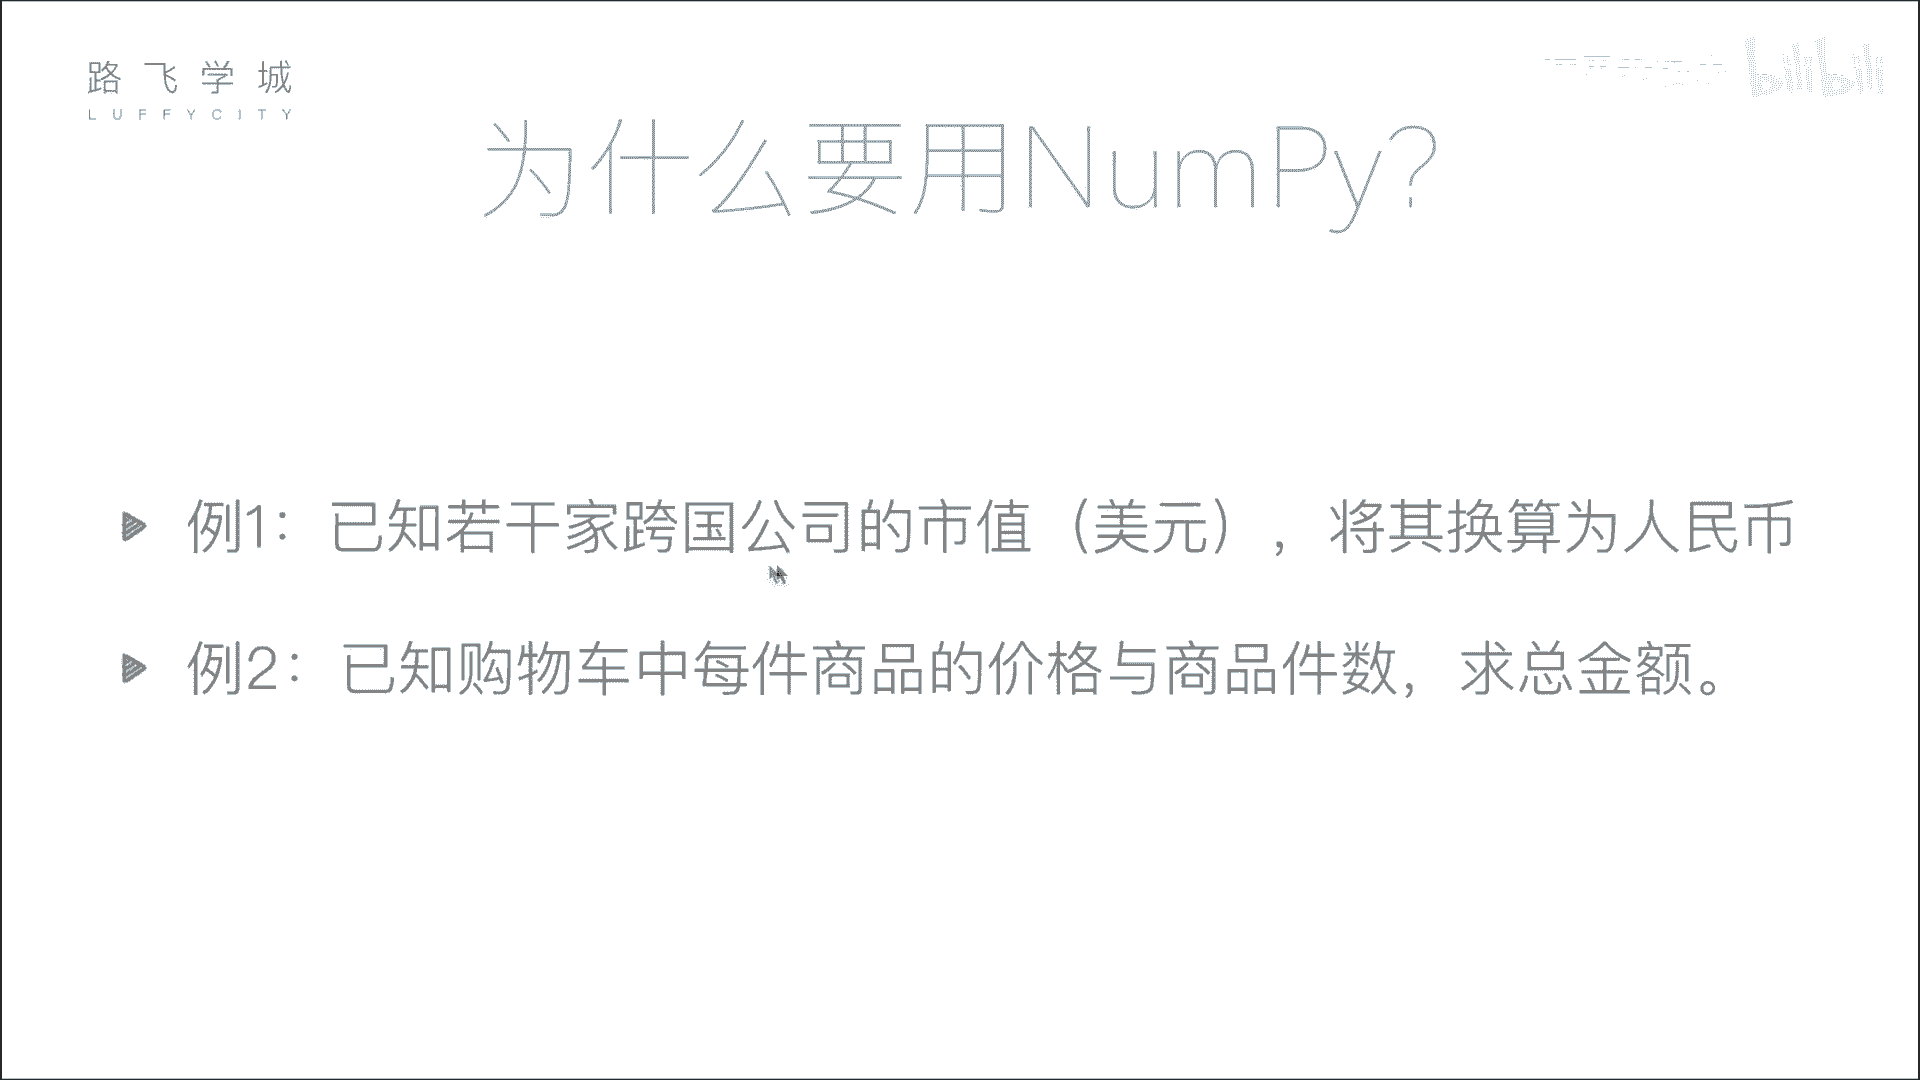 路飞学城
LUFFYCITY
bilibili
为什么要用NumPy?
例1：已知若干家跨国公司的市值（美元），将其换算为人民币
例2：已知购物车中每件商品的价格与商品件数，求总金额。